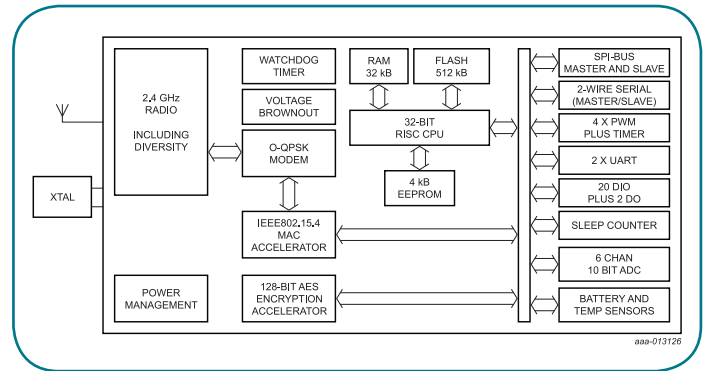 2.4 GHz
RADIO
INCLUDING
DIVERSITY
XTAL
POWER
MANAGEMENT
WATCHDOG
TIMER
VOLTAGE
BROWNOUT
O-QPSK
MODEM
IEEE802.15.4
MAC
ACCELERATOR
128-BIT AES
ENCRYPTION
ACCELERATOR
RAM
32 kB
FLASH
512 kB
32-BIT
RISC CPU
4 kB
EEPROM
SPI-BUS
MASTER AND SLAVE
2-WIRE SERIAL
(MASTER/SLAVE)
4 X PWM
PLUS TIMER
2 X UART
20 DIO
PLUS 2 DO
SLEEP COUNTER
6 CHAN
10 BIT ADC
BATTERY AND
TEMP SENSORS
aaa-013126